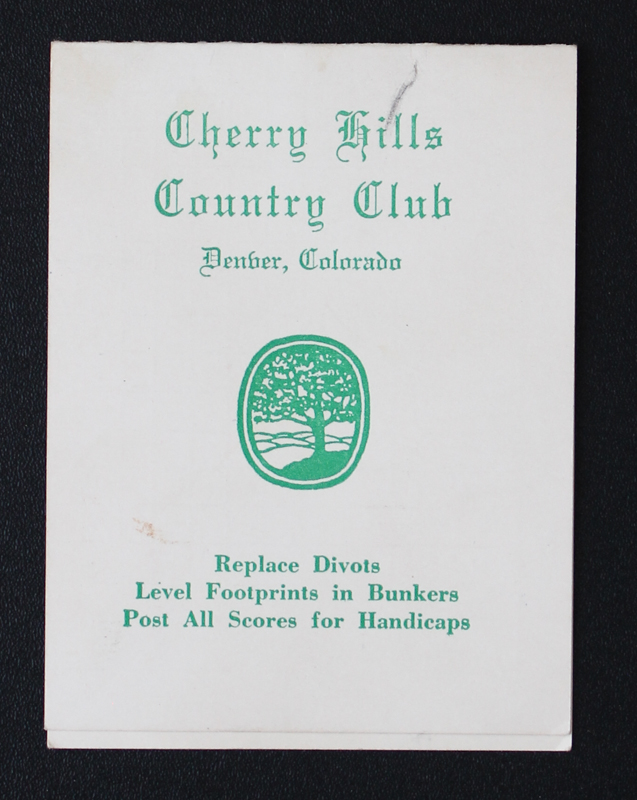 Cherry Hills
Country Club
Denver, Colorado
Replace Divots
Level Footprints in Bunkers
Post All Scores for Handicaps